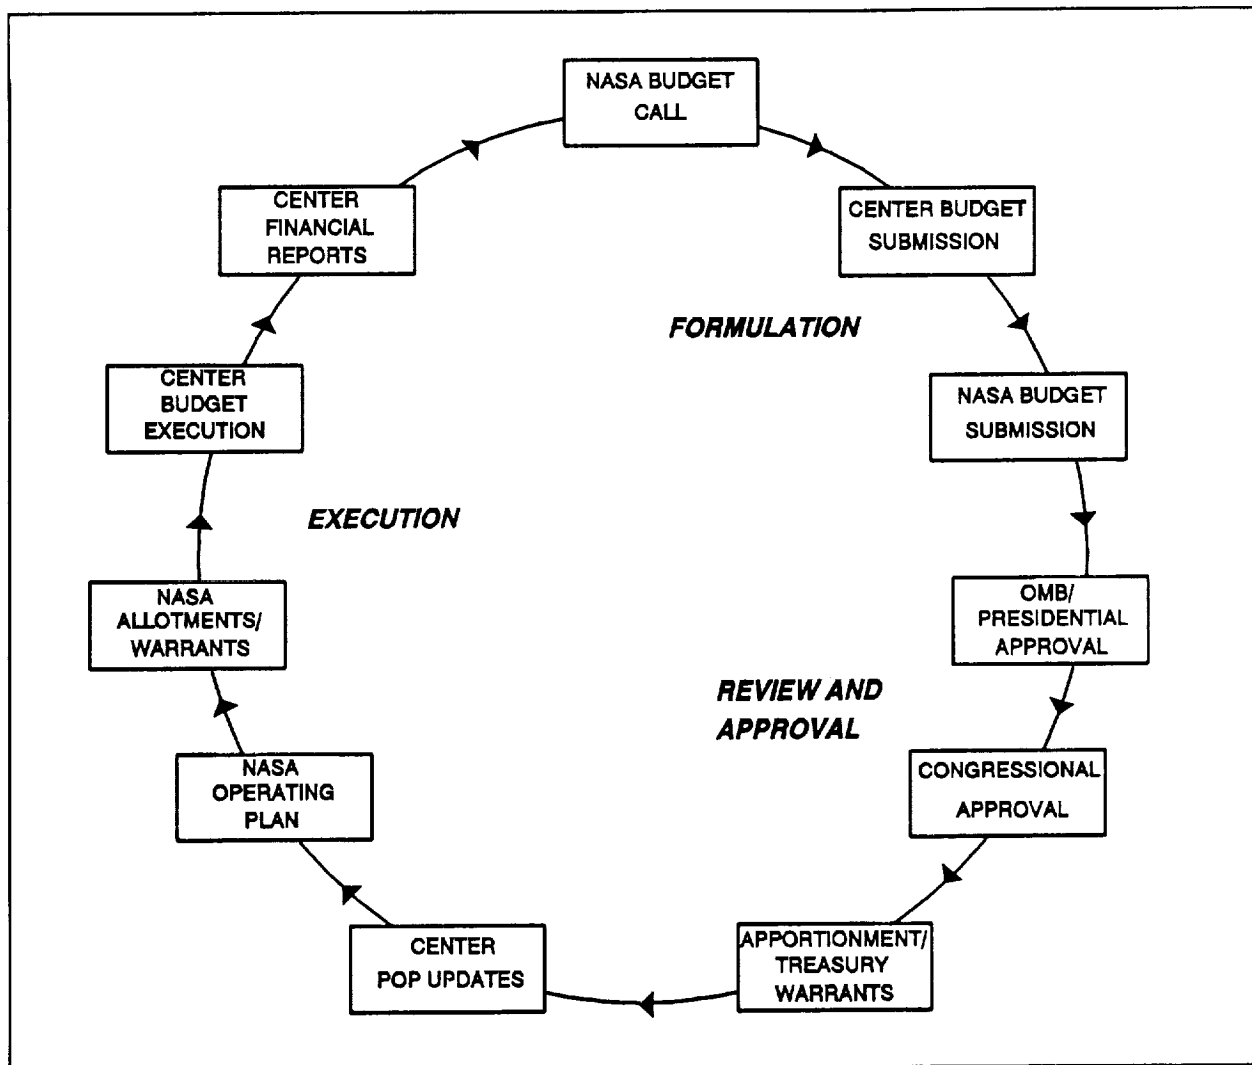 NASA BUDGET
CALL
CENTER BUDGET
SUBMISSION
FORMULATION
NASA BUDGET
SUBMISSION
OMB/
PRESIDENTIAL
APPROVAL
REVIEW AND
APPROVAL
CONGRESSIONAL
APPROVAL
APPORTIONMENT/
TREASURY
WARRANTS
CENTER
POP UPDATES
NASA
OPERATING
PLAN
NASA
ALLOTMENTS/
WARRANTS
EXECUTION
CENTER
BUDGET
EXECUTION
CENTER
FINANCIAL
REPORTS